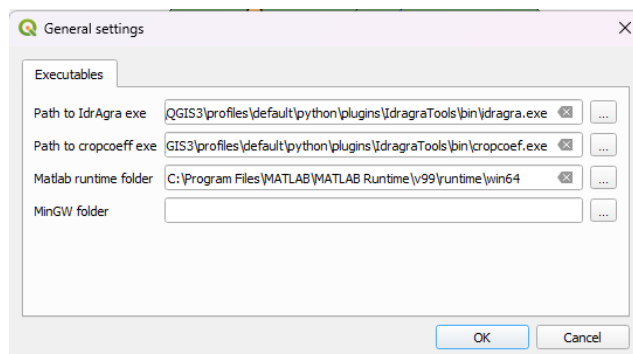 General settings
Executables
Path to IdrAgra exe QGIS3\profiles\default\python\plugins\IdragraTools\bin\idragra.exe ...
Path to cropcoeff exe GIS3\profiles\default\python\plugins\IdragraTools\bin\cropcoef.exe ...
Matlab runtime folder C:\Program Files\MATLAB\MATLAB Runtime\v99\runtime\win64 ...
MinGW folder ...
OK Cancel